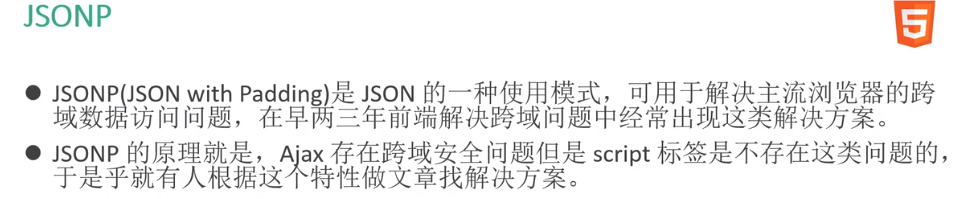 JSONP
5
● JSONP(JSON with Padding)是 JSON 的一种使用模式，可用于解决主流浏览器的跨
域数据访问问题，在早两三年前端解决跨域问题中经常出现这类解决方案。
● JSONP 的原理就是，Ajax 存在跨域安全问题但是 script 标签是不存在这类问题的，
于是乎就有人根据这个特性做文章找解决方案。